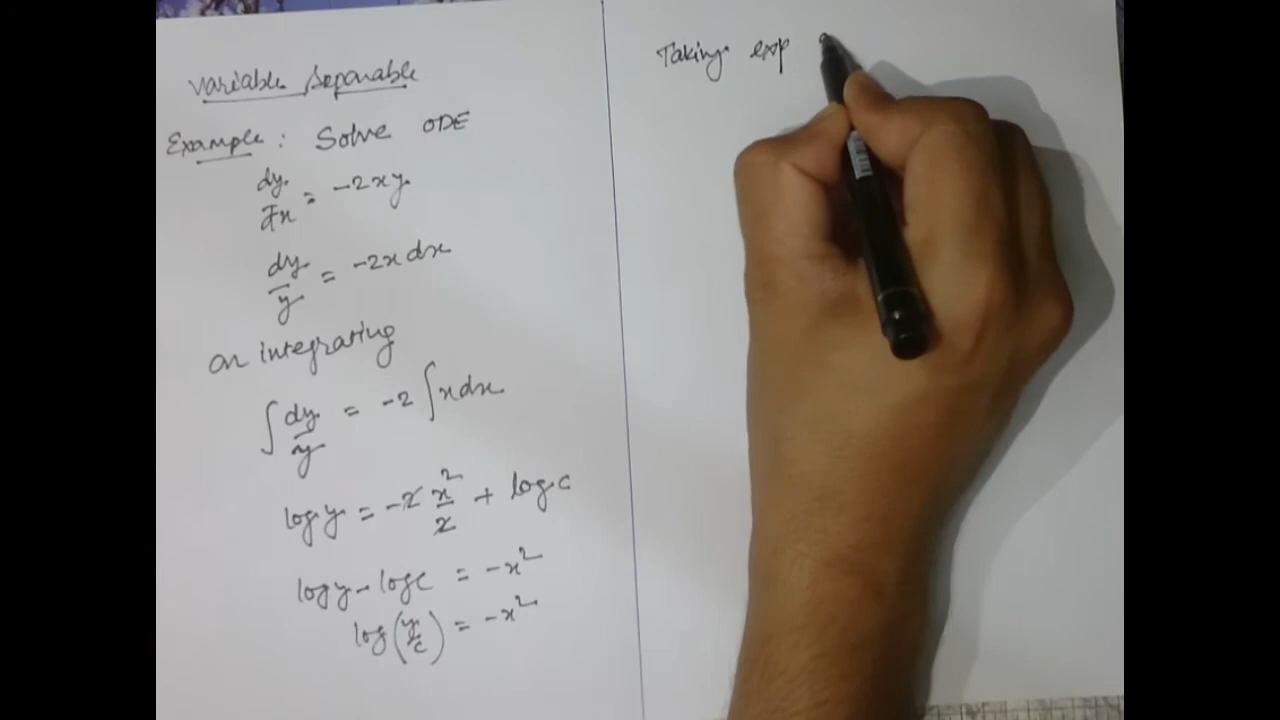 Variable Separable
Example : Solve ODE
dy/dx = -2xy
dy/y = -2x dx
on integrating
∫ dy/y = -2 ∫ x dx
log y = -2 x²/2 + log c
log y - log c = -x²
log(y/c) = -x²
Taking exp